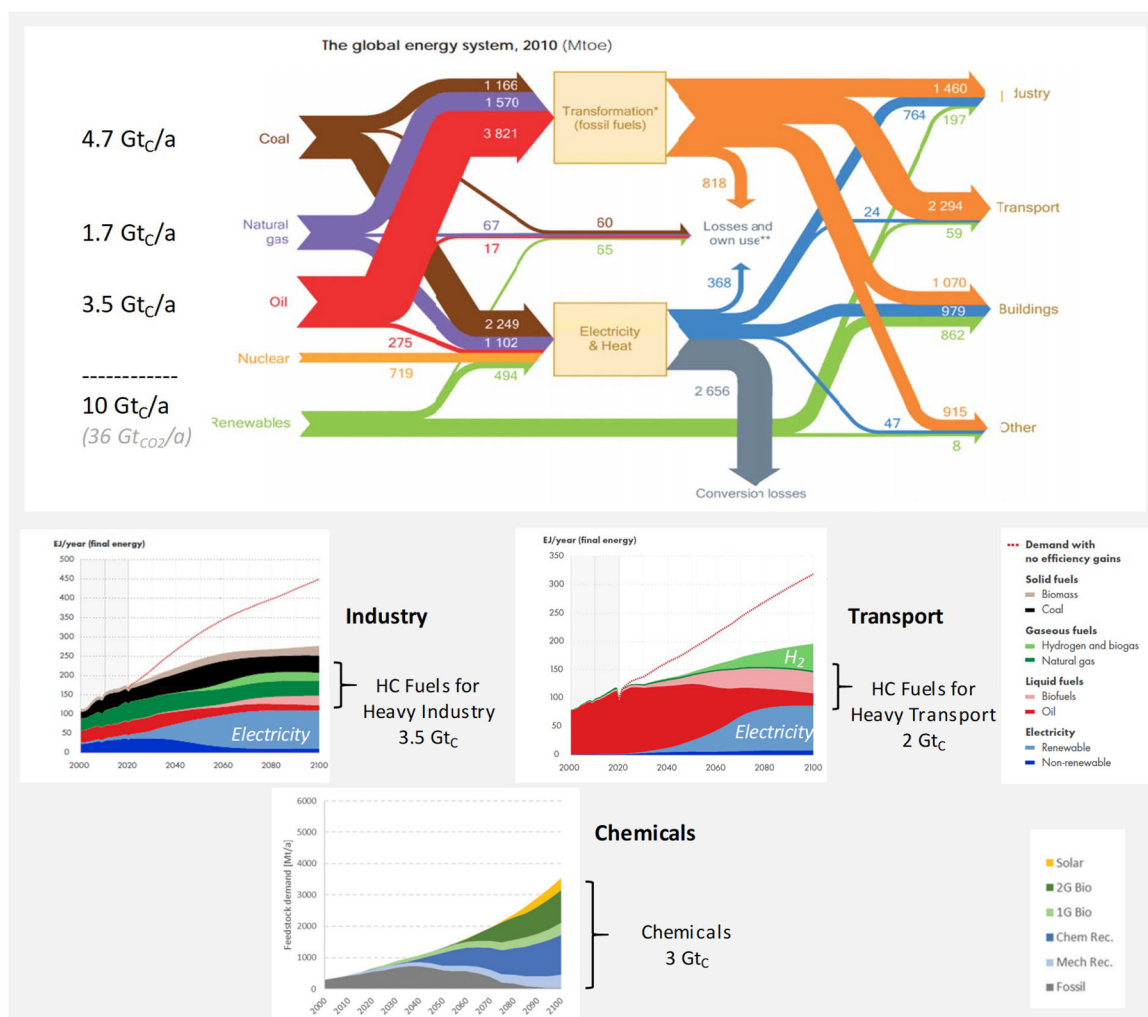 The global energy system, 2010 (Mtoe)
4.7 Gt_C/a
1.7 Gt_C/a
3.5 Gt_C/a
------------
10 Gt_C/a
(36 Gt_CO2/a)
Coal
Natural
gas
Oil
Nuclear
Renewables
1 166
1 570
3 821
67
17
60
65
2 249
1 102
275
719
494
Transformation*
(fossil fuels)
Electricity
& Heat
818
Losses and
own use**
368
2 656
Conversion losses
1 460
764
197
24
2 294
59
1 070
979
862
915
47
8
dustry
Transport
Buildings
Other
EJ/year (final energy)
500
450
400
350
300
250
200
150
100
50
0
2000
2020
2040
2060
2080
2100
Electricity
Industry
HC Fuels for
Heavy Industry
3.5 Gt_C
EJ/year (final energy)
350
300
250
200
150
100
50
0
2000
2020
2040
2060
2080
2100
H2
Electricity
Transport
HC Fuels for
Heavy Transport
2 Gt_C
Demand with
no efficiency gains
Solid fuels
Biomass
Coal
Gaseous fuels
Hydrogen and biogas
Natural gas
Liquid fuels
Biofuels
Oil
Electricity
Renewable
Non-renewable
Feedstock demand [Mt/a]
6000
5000
4000
3000
2000
1000
0
2000
2010
2020
2030
2040
2050
2060
2070
2080
2090
2100
Chemicals
Chemicals
3 Gt_C
Solar
2G Bio
1G Bio
Chem Rec.
Mech Rec.
Fossil